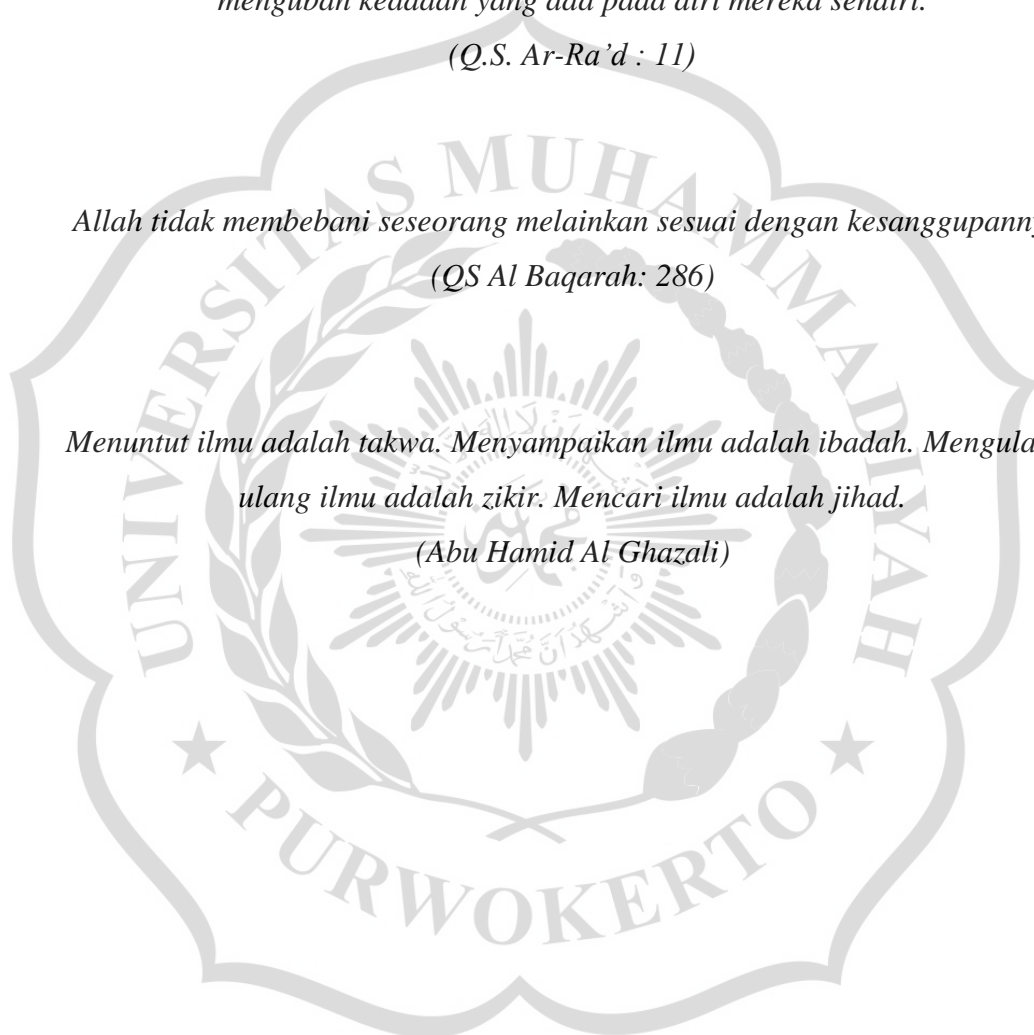 mengubah keadaan yang ada pada diri mereka sendiri.
(Q.S. Ar-Ra’d : 11)
Allah tidak membebani seseorang melainkan sesuai dengan
(QS Al Baqarah: 286)
Menuntut ilmu adalah takwa. Menyampaikan ilmu adalah ibadah.
ulang ilmu adalah zikir. Mencari ilmu adalah jihad.
(Abu Hamid Al Ghazali)
UNIVERSITAS MUHAMMADIYAH
PURWOKERTO